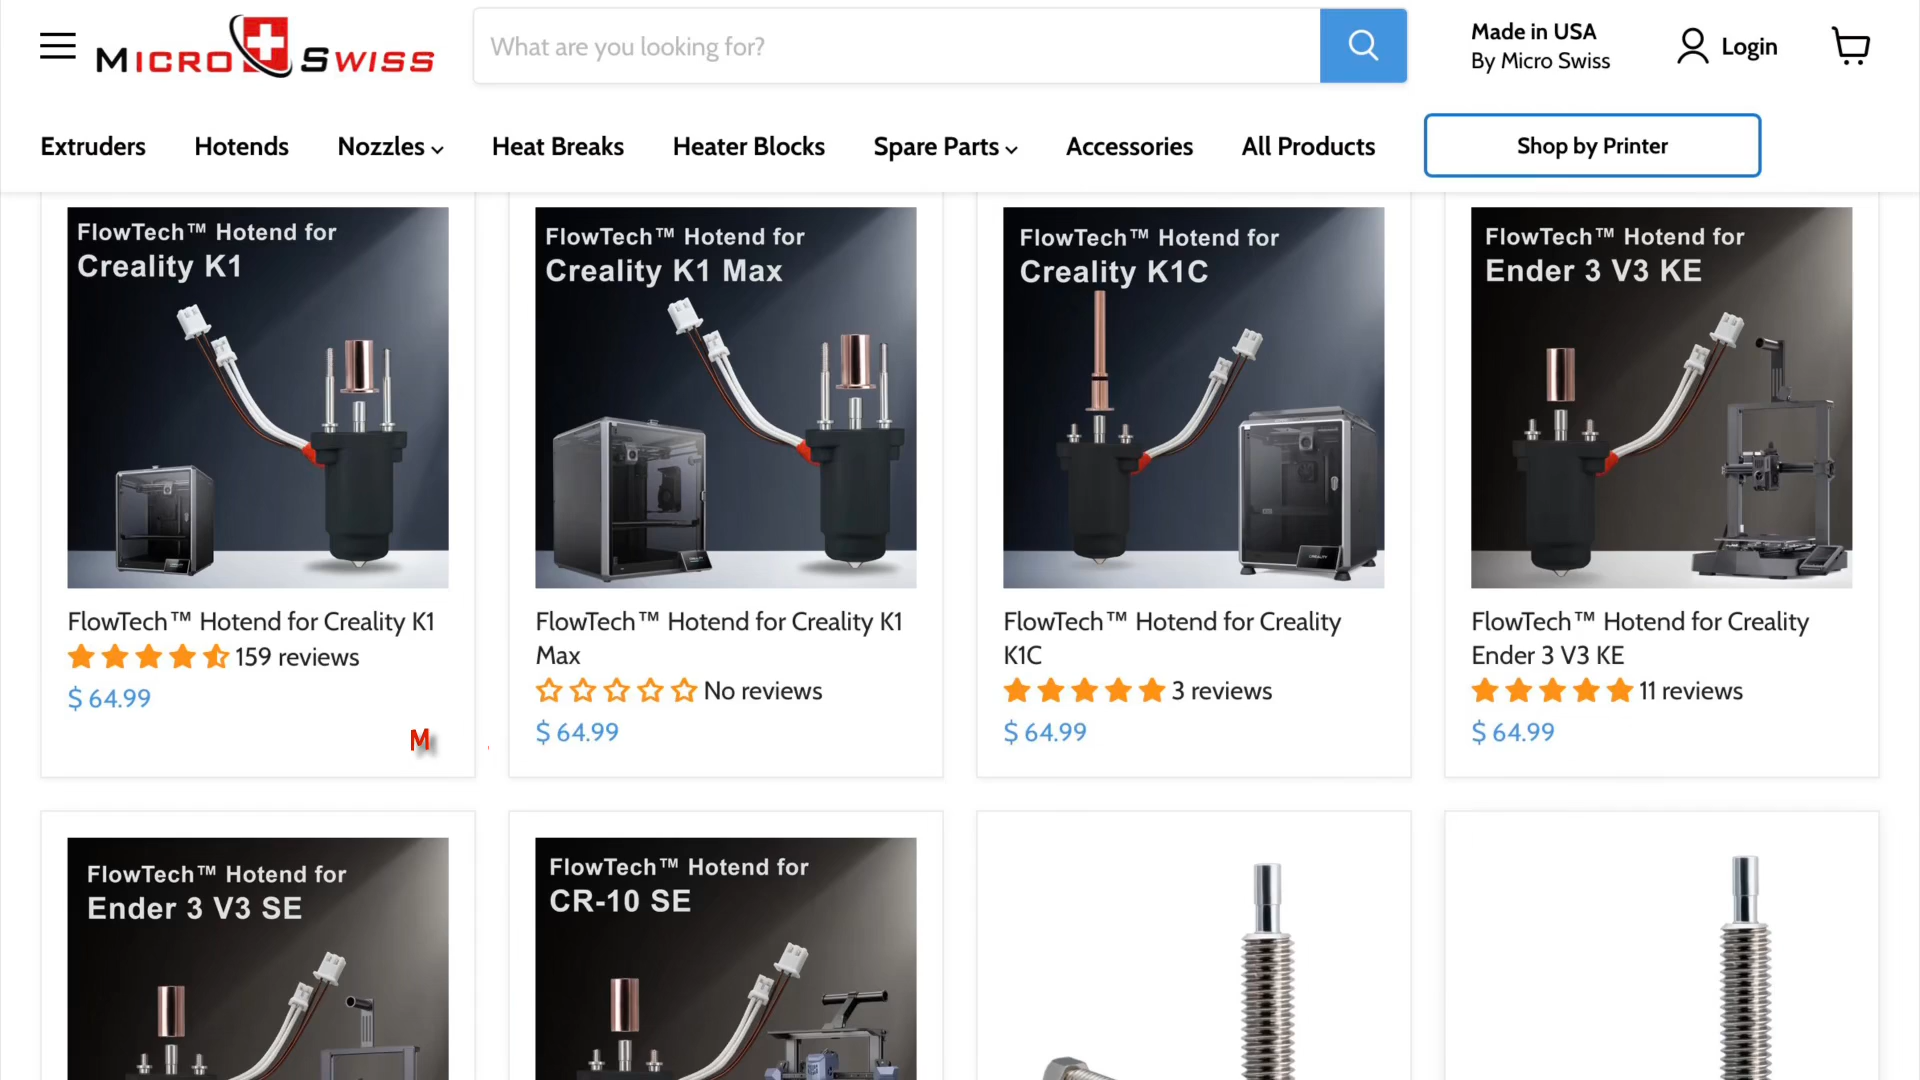 MICRO SWISS
What are you looking for?
Made in USA
By Micro Swiss
Login
Extruders
Hotends
Nozzles
Heat Breaks
Heater Blocks
Spare Parts
Accessories
All Products
Shop by Printer
FlowTech™ Hotend for
Creality K1
FlowTech™ Hotend for
Creality K1 Max
FlowTech™ Hotend for
Creality K1C
FlowTech™ Hotend for
Ender 3 V3 KE
FlowTech™ Hotend for Creality K1
159 reviews
$ 64.99
FlowTech™ Hotend for Creality K1
Max
No reviews
$ 64.99
FlowTech™ Hotend for Creality
K1C
3 reviews
$ 64.99
FlowTech™ Hotend for Creality
Ender 3 V3 KE
11 reviews
$ 64.99
M
FlowTech™ Hotend for
Ender 3 V3 SE
FlowTech™ Hotend for
CR-10 SE